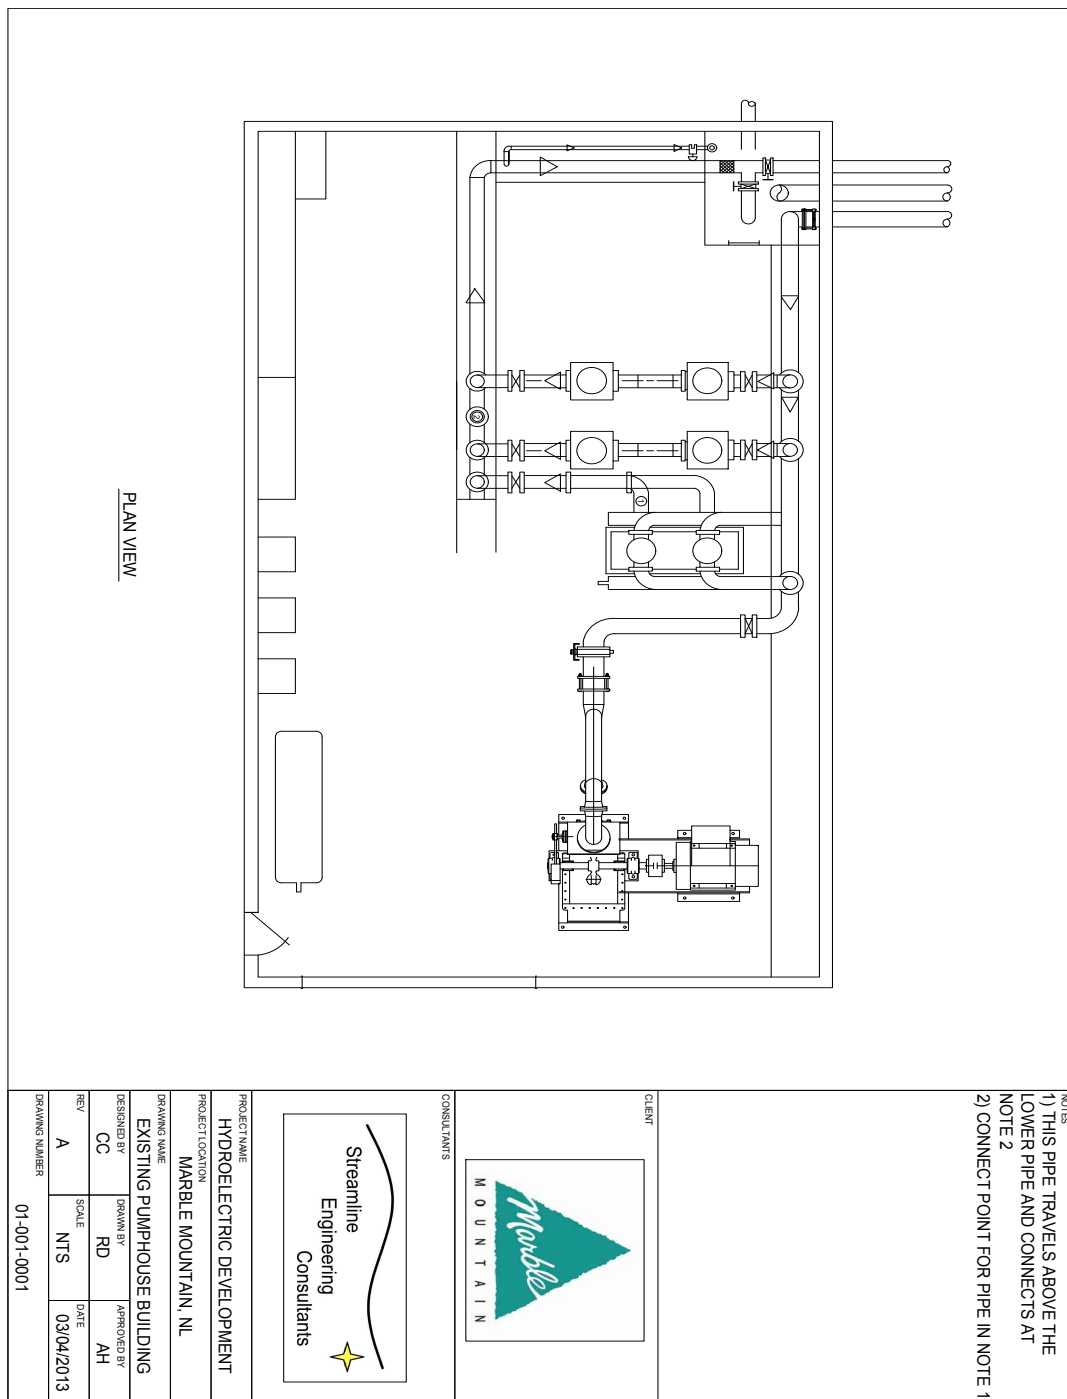 PLAN VIEW
2
1
NOTES
1) THIS PIPE TRAVELS ABOVE THE
LOWER PIPE AND CONNECTS AT
NOTE 2
2) CONNECT POINT FOR PIPE IN NOTE 1
CLIENT
Marble
MOUNTAIN
CONSULTANTS
Streamline
Engineering
Consultants
PROJECT NAME
HYDROELECTRIC DEVELOPMENT
PROJECT LOCATION
MARBLE MOUNTAIN, NL
DRAWING NAME
EXISTING PUMPHOUSE BUILDING
DESIGNED BY
CC
DRAWN BY
RD
APPROVED BY
AH
REV
A
SCALE
NTS
DATE
03/04/2013
DRAWING NUMBER
01-001-0001